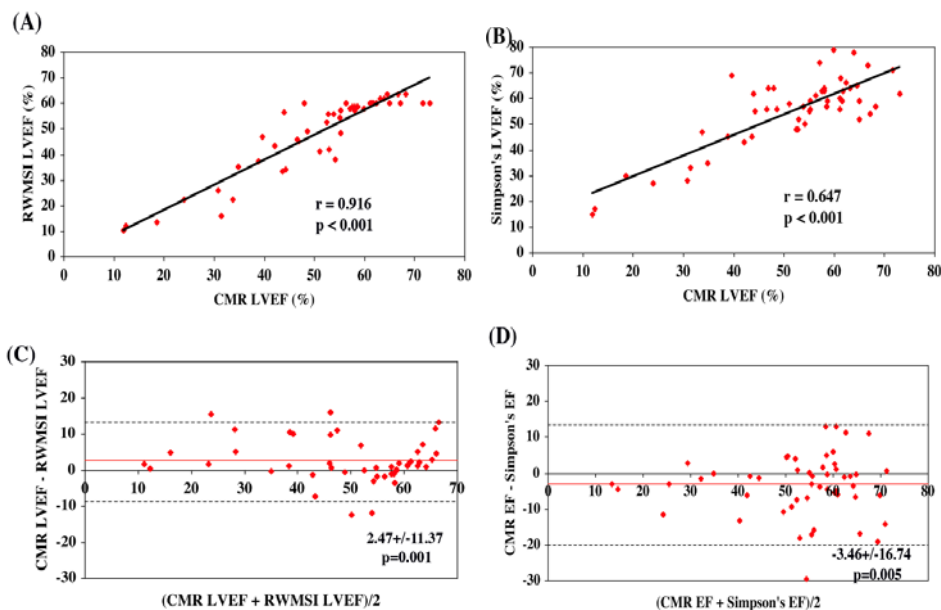 (A)
80
70
60
50
40
30
20
10
0
RWMSI LVEF (%)
r = 0.916
p < 0.001
0 10 20 30 40 50 60 70 80
CMR LVEF (%)
(B)
80
70
60
50
40
30
20
10
0
Simpson's LVEF (%)
r = 0.647
p < 0.001
0 10 20 30 40 50 60 70 80
CMR LVEF (%)
(C)
30
20
10
0
-10
-20
-30
CMR LVEF - RWMSI LVEF
0 10 20 30 40 50 60 70
2.47+/-11.37
p=0.001
(CMR LVEF + RWMSI LVEF)/2
(D)
30
20
10
0
-10
-20
-30
CMR EF - Simpson's EF
0 10 20 30 40 50 60 70 80
-3.46+/-16.74
p=0.005
(CMR EF + Simpson's EF)/2